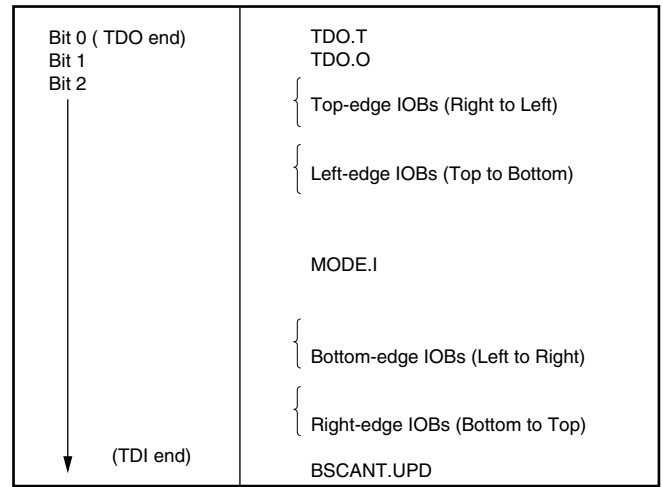 Bit 0 ( TDO end) TDO.T
Bit 1 TDO.O
Bit 2
Top-edge IOBs (Right to Left)
Left-edge IOBs (Top to Bottom)
MODE.I
Bottom-edge IOBs (Left to Right)
Right-edge IOBs (Bottom to Top)
(TDI end)
BSCANT.UPD